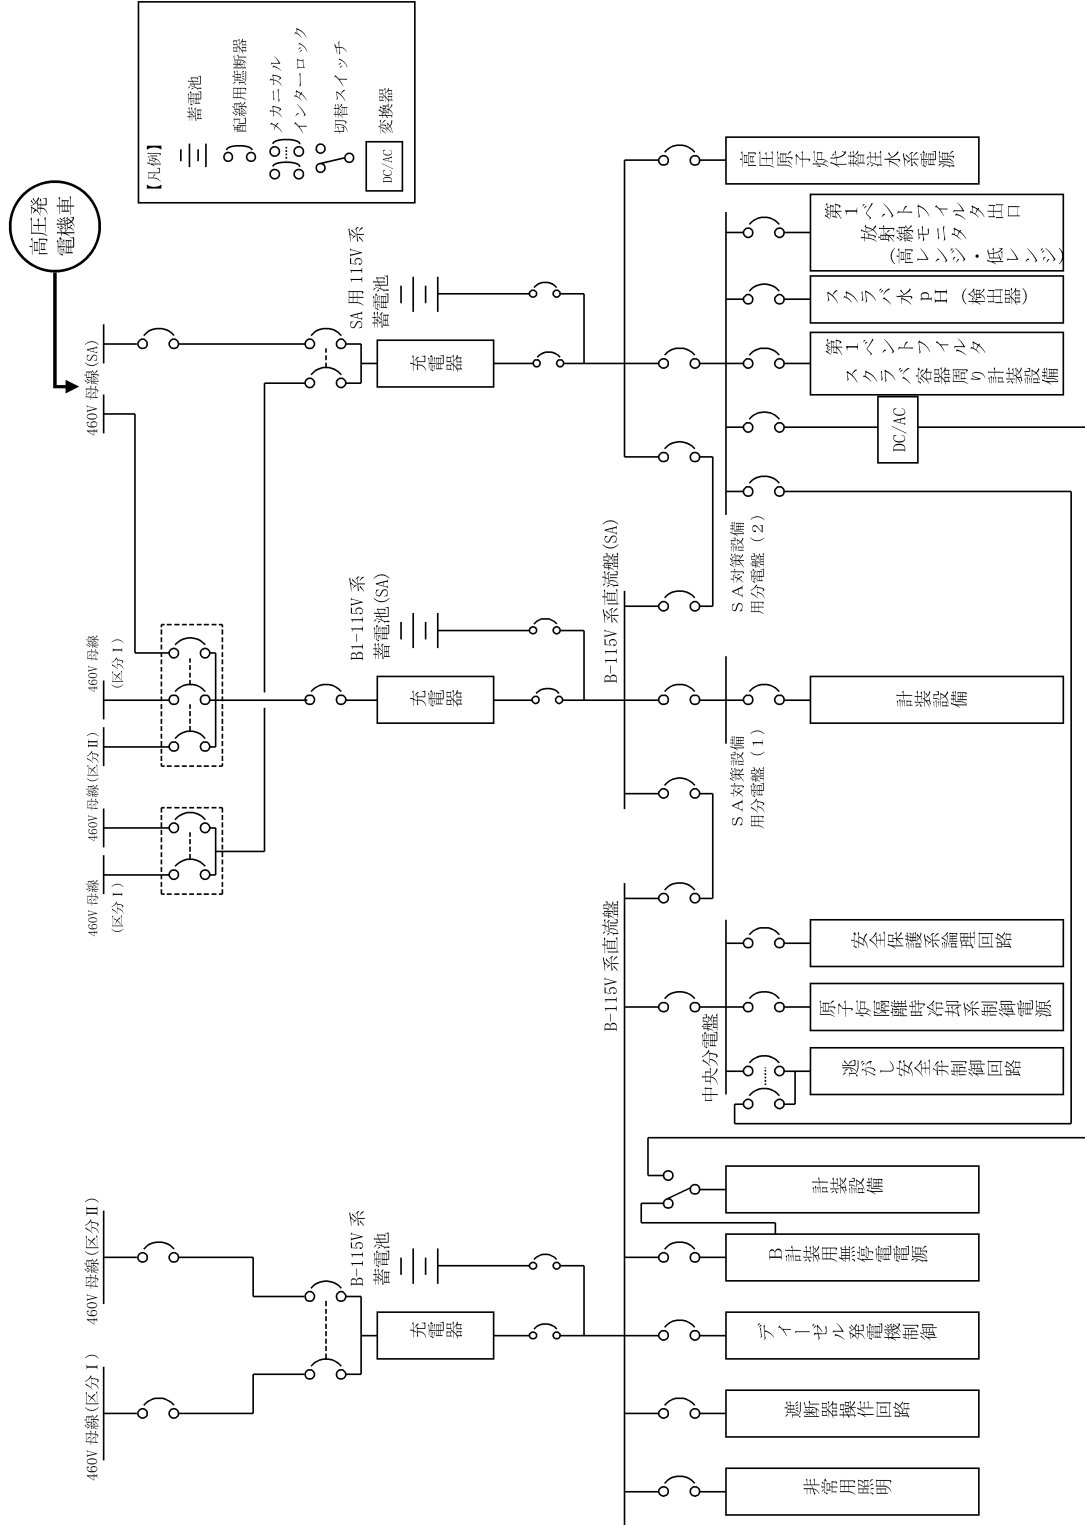 非常用照明
遮断器操作回路
ディーゼル発電機制御
B計装用無停電電源
計装設備
逃がし安全弁制御回路
原子炉隔離時冷却系制御電源
安全保護系論理回路
中央分電盤
B-115V 系直流盤
460V 母線(区分Ⅰ)
460V 母線(区分Ⅱ)
充電器
B-115V 系
蓄電池
460V 母線
(区分Ⅰ)
460V 母線(区分Ⅱ)
460V 母線
(区分Ⅰ)
充電器
B1-115V 系
蓄電池(SA)
B-115V 系直流盤(SA)
SA対策設備
用分電盤(1)
計装設備
SA対策設備
用分電盤(2)
DC/AC
第1ベントフィルタ
スクラバ容器周り計装設備
スクラバ水 pH (検出器)
第1ベントフィルタ出口
放射線モニタ
(高レンジ・低レンジ)
高圧原子炉代替注水系電源
460V 母線(SA)
高圧発
電機車
充電器
SA 用 115V 系
蓄電池
【凡例】
蓄電池
配線用遮断器
メカニカル
インターロック
切替スイッチ
DC/AC
変換器